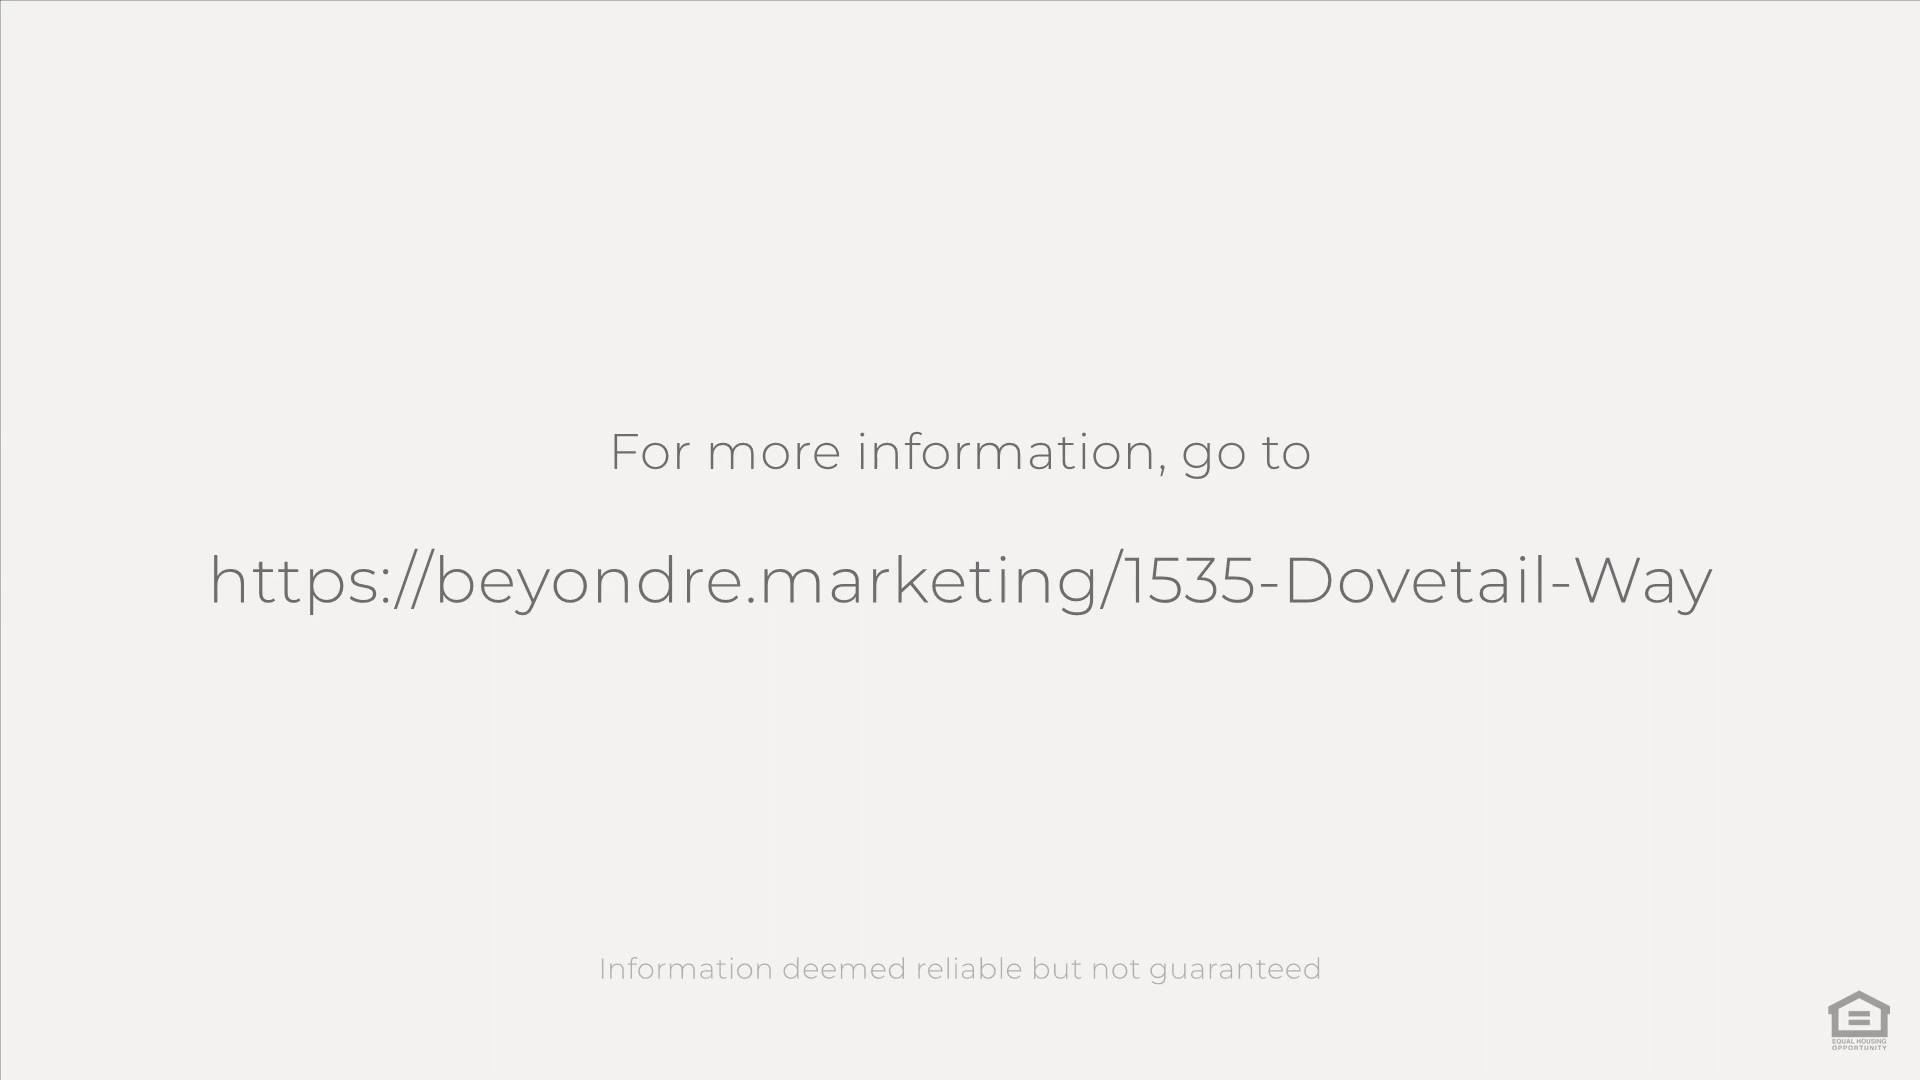 For more information, go to
https://beyondre.marketing/1535-Dovetail-Way
Information deemed reliable but not guaranteed
EQUAL HOUSING
OPPORTUNITY